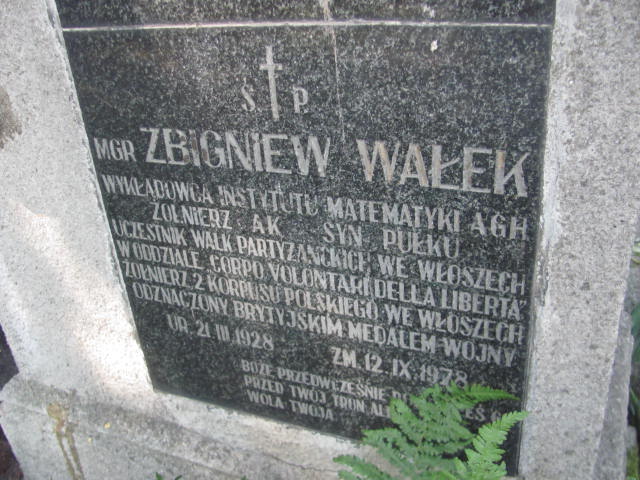 Ś P
MGR ZBIGNIEW WAŁEK
WYKŁADOWCA INSTYTUTU MATEMATYKI AGH
ŻOŁNIERZ AK SYN PUŁKU
UCZESTNIK WALK PARTYZANCKICH WE WŁOSZECH
W ODDZIALE „CORPO VOLONTARI DELLA LIBERTA"
ŻOŁNIERZ 2 KORPUSU POLSKIEGO WE WŁOSZECH
ODZNACZONY BRYTYJSKIM MEDALEM WOJNY
UR 21 III 1928 ZM. 12 IX 1978
BOŻE PRZEDWCZEŚNIE
PRZED TWÓJ TRON
WOLA TWOJA